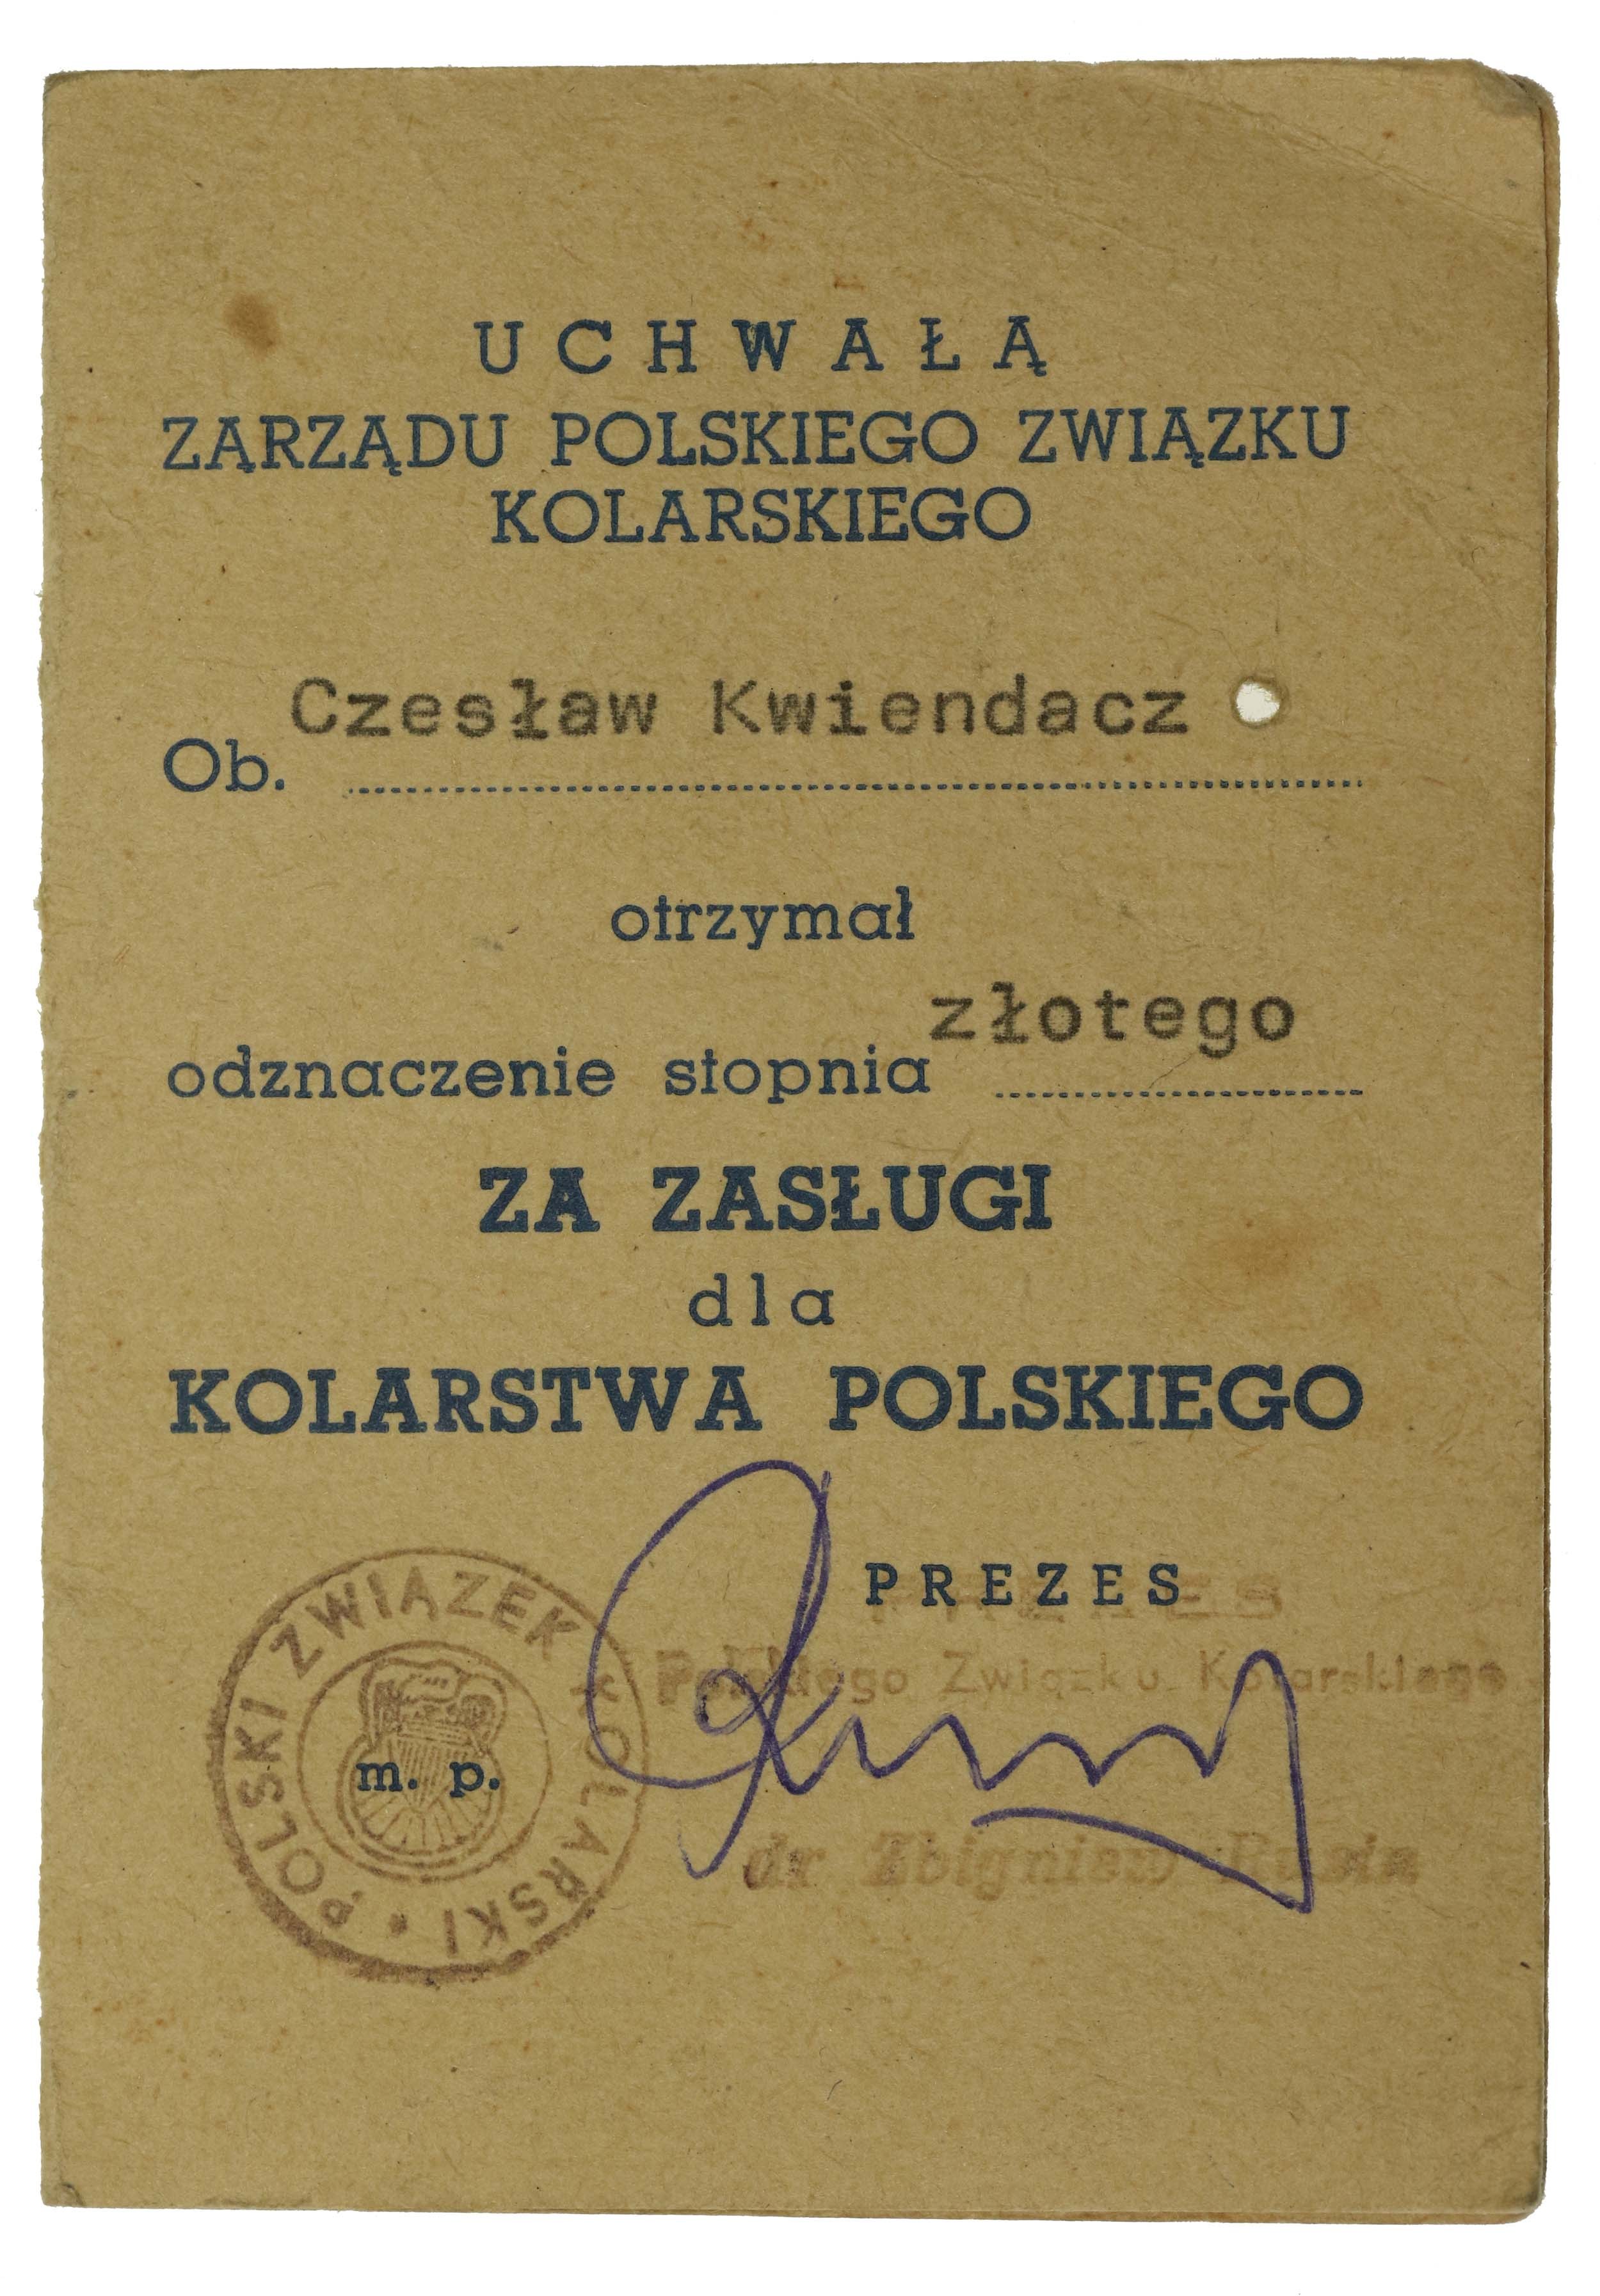 UCHWAŁĄ
ZARZĄDU POLSKIEGO ZWIĄZKU
KOLARSKIEGO
Czesław Kwiendacz
Ob.
otrzymał
złotego
odznaczenie stopnia
ZA ZASŁUGI
dla
KOLARSTWA POLSKIEGO
PREZES
PREZES
Polskiego Związku Kolarskiego
POLSKI ZWIĄZEK KOLARSKI
m. p.
dr Zbigniew